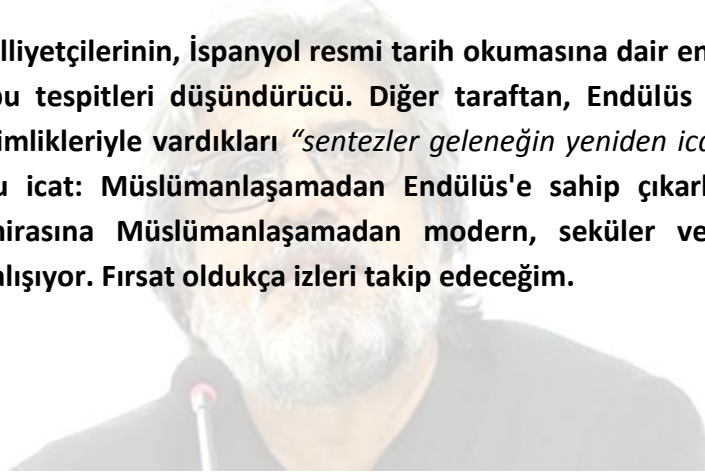 lliyetçilerinin, İspanyol resmi tarih okumasına dair en
bu tespitleri düşündürücü. Diğer taraftan, Endülüs
imlikleriyle vardıkları “sentezler geleneğin yeniden ica
u icat: Müslümanlaşamadan Endülüs'e sahip çıkarl
mirasına Müslümanlaşamadan modern, seküler ve
alışıyor. Fırsat oldukça izleri takip edeceğim.